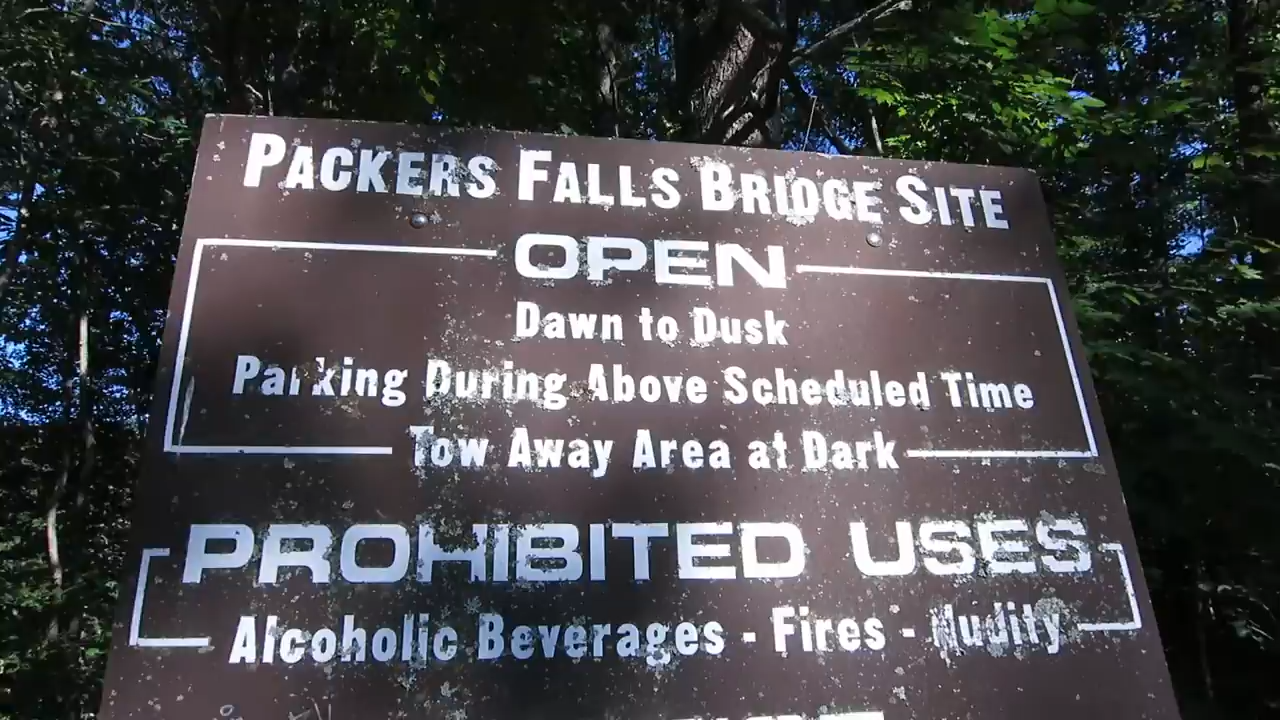 PACKERS FALLS BRIDGE SITE
OPEN
Dawn to Dusk
Parking During Above Scheduled Time
Tow Away Area at Dark
PROHIBITED USES
Alcoholic Beverages - Fires - Nudity